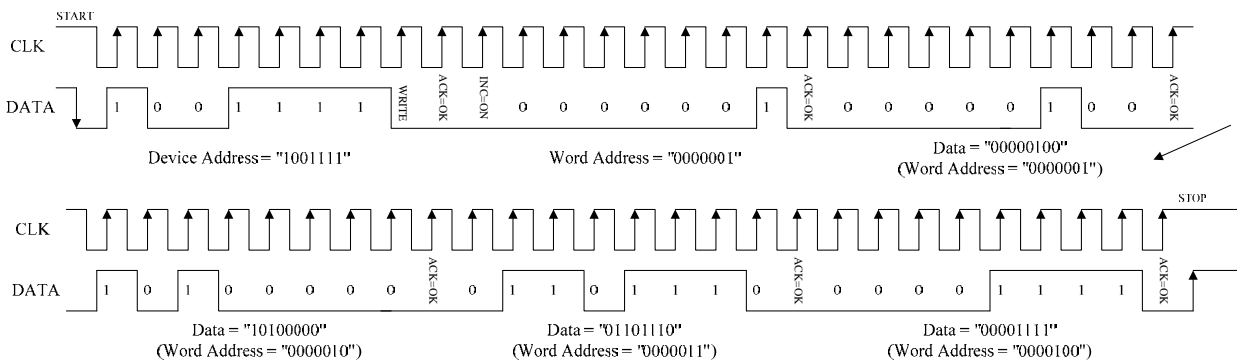 START
CLK
DATA 1 0 0 1 1 1 1 WRITE ACK=OK INC=ON 0 0 0 0 0 0 1 ACK=OK 0 0 0 0 0 1 0 0 ACK=OK
Device Address = "1001111" Word Address = "0000001" Data = "00000100"
(Word Address = "0000001")
STOP
CLK
DATA 1 0 1 0 0 0 0 0 ACK=OK 0 1 1 0 1 1 1 0 ACK=OK 0 0 0 0 1 1 1 1 ACK=OK
Data = "10100000" Data = "01101110" Data = "00001111"
(Word Address = "0000010") (Word Address = "0000011") (Word Address = "0000100")